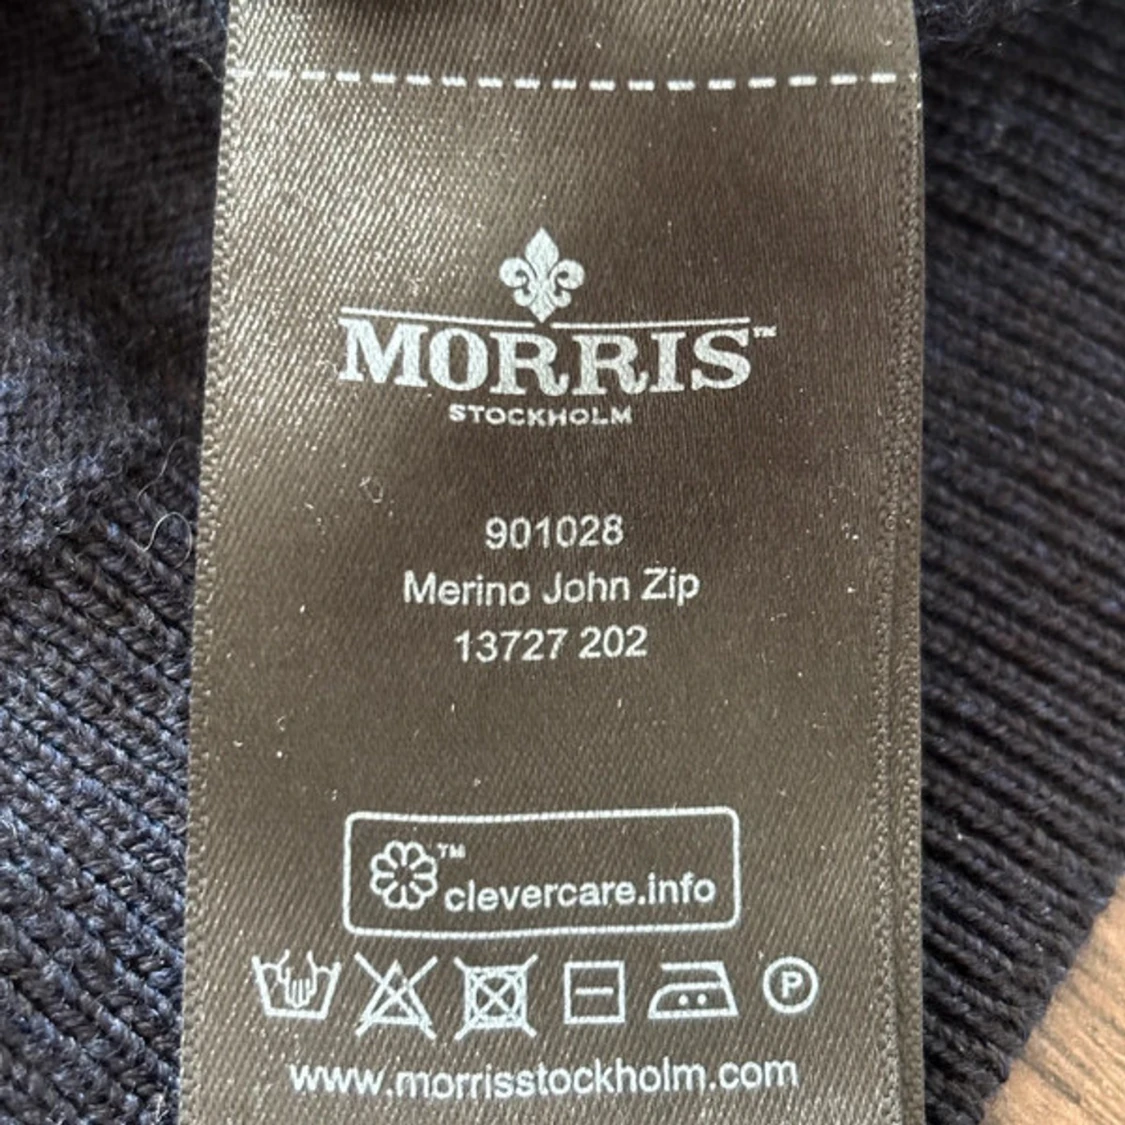 MORRIS™
STOCKHOLM
901028
Merino John Zip
13727 202
™
clevercare.info
P
www.morrisstockholm.com